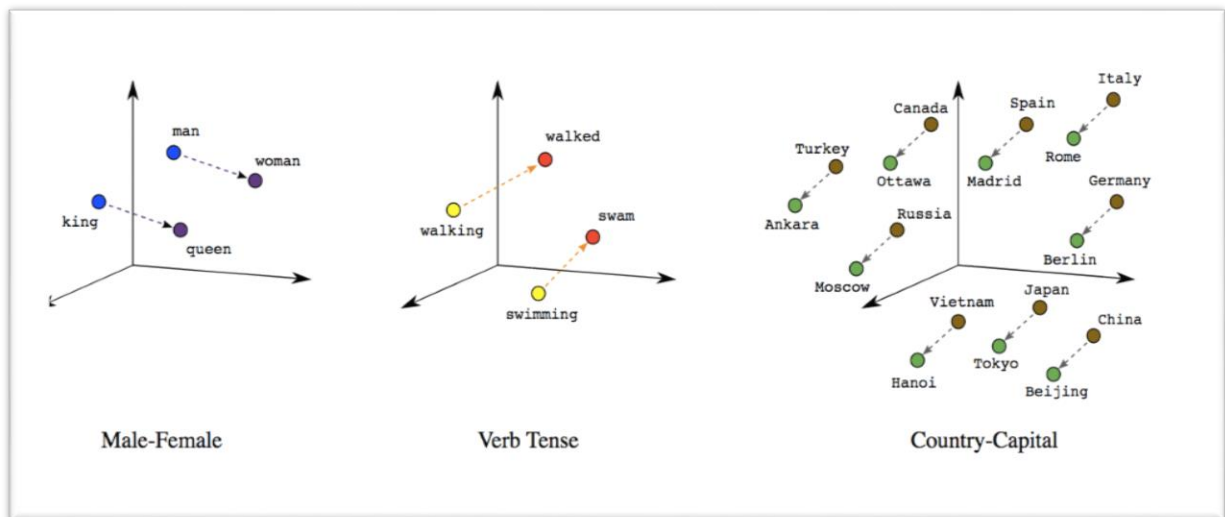 man
woman
king
queen
Male-Female
walked
walking
swam
swimming
Verb Tense
Italy
Canada
Spain
Rome
Turkey
Ottawa
Madrid
Germany
Ankara
Russia
Berlin
Moscow
Japan
Vietnam
China
Tokyo
Hanoi
Beijing
Country-Capital